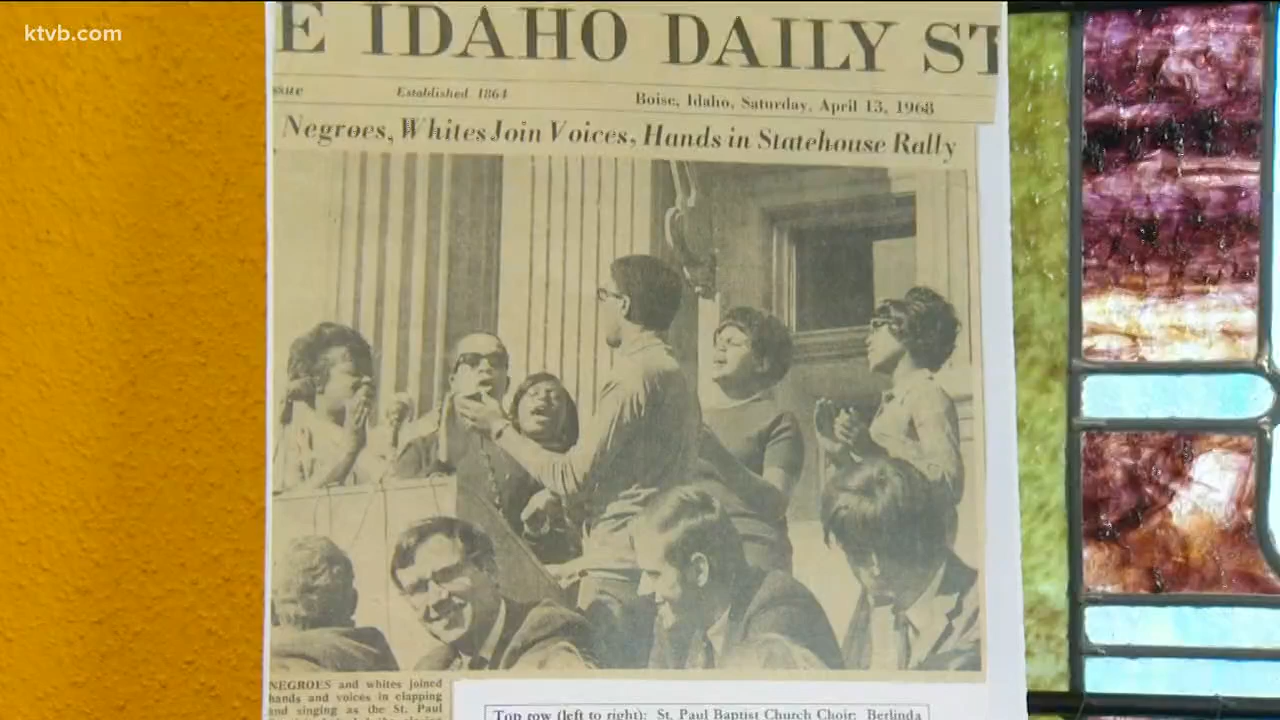 ktvb.com
E IDAHO DAILY ST
ssue Established 1864 Boise, Idaho, Saturday, April 13, 1968
Negroes, Whites Join Voices, Hands in Statehouse Rally
NEGROES and whites joined
hands and voices in clapping
and singing as the St. Paul
Top row (left to right): St. Paul Baptist Church Choir: Berlinda